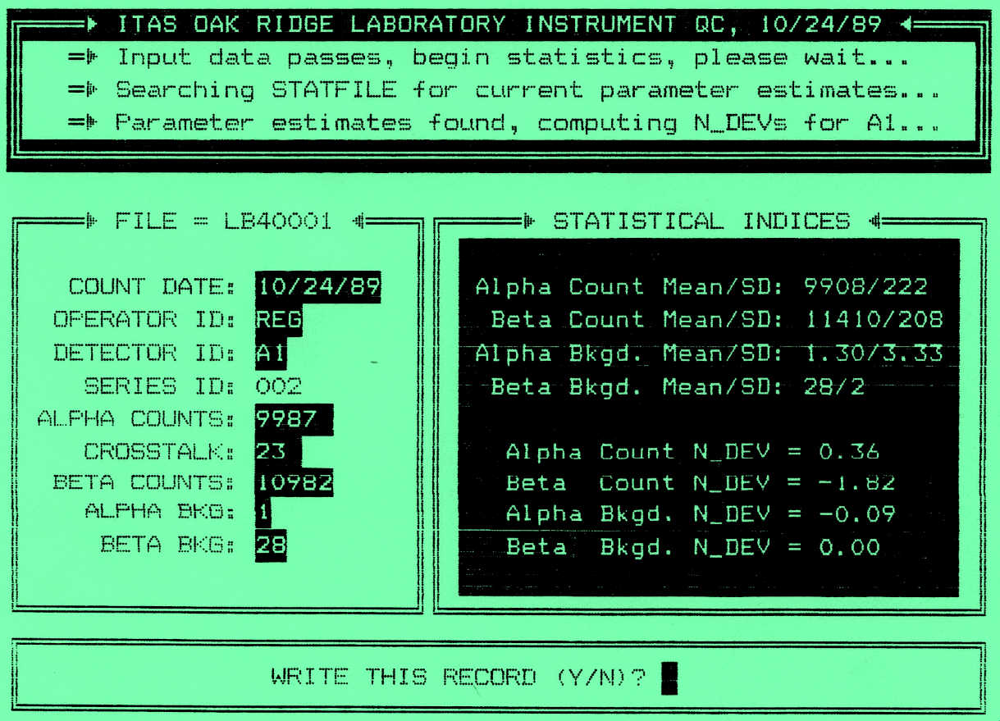 ITAS OAK RIDGE LABORATORY INSTRUMENT QC, 10/24/89
Input data passes, begin statistics, please wait...
Searching STATFILE for current parameter estimates...
Parameter estimates found, computing N_DEVs for A1...
FILE = LB40001
COUNT DATE: 10/24/89
OPERATOR ID: REG
DETECTOR ID: A1
SERIES ID: 002
ALPHA COUNTS: 9987
CROSSTALK: 23
BETA COUNTS: 10982
ALPHA BKG: 1
BETA BKG: 28
STATISTICAL INDICES
Alpha Count Mean/SD: 9908/222
Beta Count Mean/SD: 11410/208
Alpha Bkgd. Mean/SD: 1.30/3.33
Beta Bkgd. Mean/SD: 28/2
Alpha Count N_DEV = 0.36
Beta Count N_DEV = -1.82
Alpha Bkgd. N_DEV = -0.09
Beta Bkgd. N_DEV = 0.00
WRITE THIS RECORD (Y/N)?